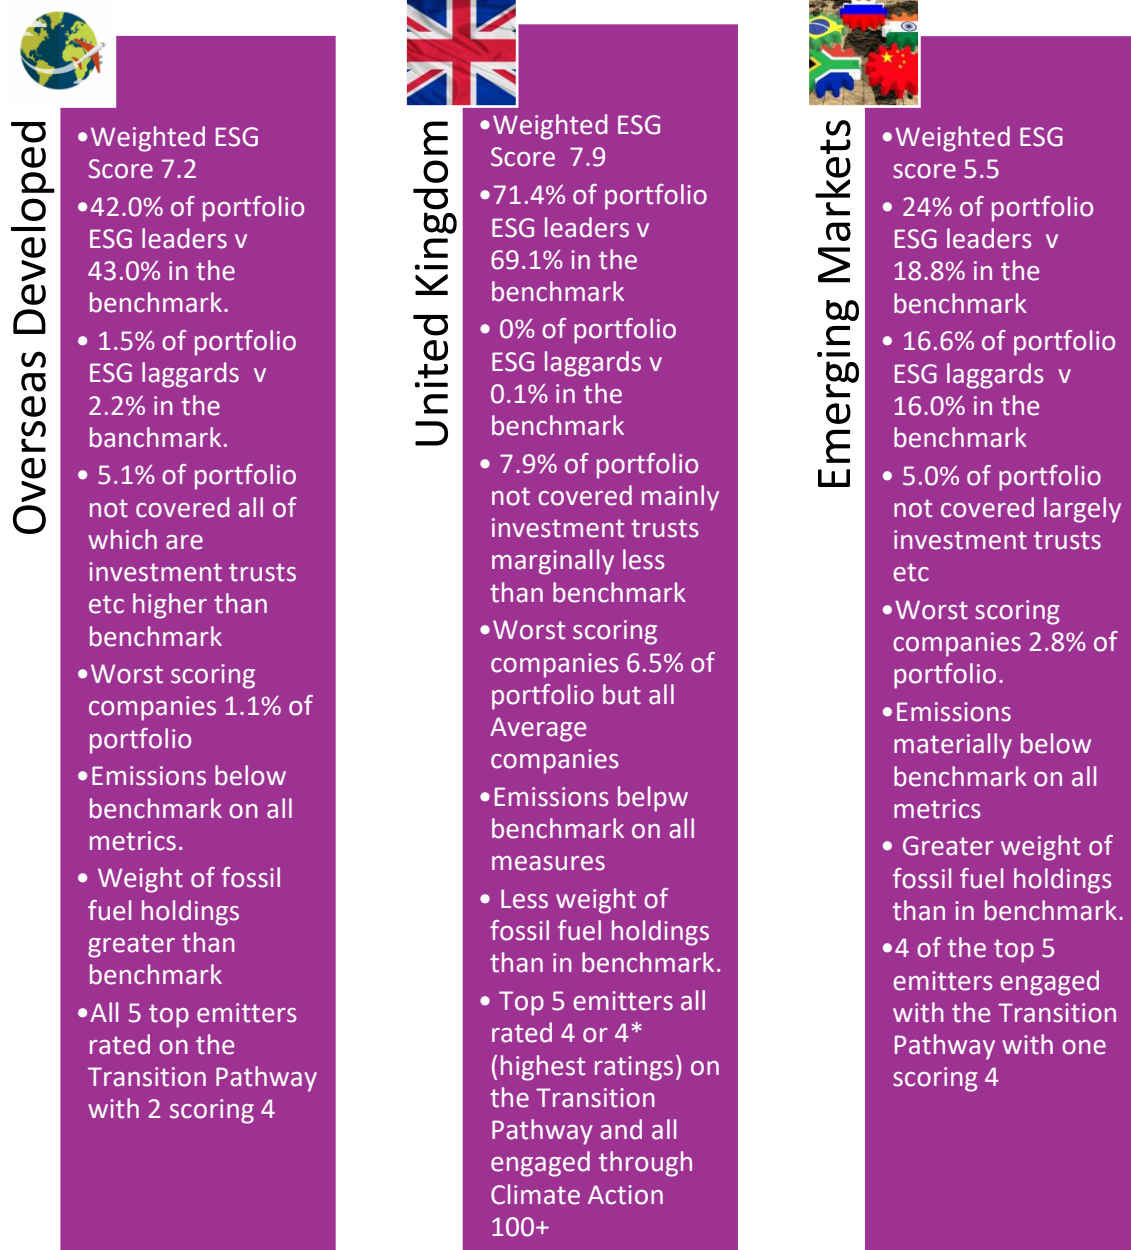 Overseas Developed
•Weighted ESG
Score 7.2
•42.0% of portfolio
ESG leaders v
43.0% in the
benchmark.
• 1.5% of portfolio
ESG laggards v
2.2% in the
banchmark.
• 5.1% of portfolio
not covered all of
which are
investment trusts
etc higher than
benchmark
•Worst scoring
companies 1.1% of
portfolio
•Emissions below
benchmark on all
metrics.
• Weight of fossil
fuel holdings
greater than
benchmark
•All 5 top emitters
rated on the
Transition Pathway
with 2 scoring 4
United Kingdom
•Weighted ESG
Score 7.9
•71.4% of portfolio
ESG leaders v
69.1% in the
benchmark
• 0% of portfolio
ESG laggards v
0.1% in the
benchmark
• 7.9% of portfolio
not covered mainly
investment trusts
marginally less
than benchmark
•Worst scoring
companies 6.5% of
portfolio but all
Average
companies
•Emissions belpw
benchmark on all
measures
• Less weight of
fossil fuel holdings
than in benchmark.
• Top 5 emitters all
rated 4 or 4*
(highest ratings) on
the Transition
Pathway and all
engaged through
Climate Action
100+
Emerging Markets
•Weighted ESG
score 5.5
• 24% of portfolio
ESG leaders v
18.8% in the
benchmark
• 16.6% of portfolio
ESG laggards v
16.0% in the
benchmark
• 5.0% of portfolio
not covered largely
investment trusts
etc
•Worst scoring
companies 2.8% of
portfolio.
•Emissions
materially below
benchmark on all
metrics
• Greater weight of
fossil fuel holdings
than in benchmark.
•4 of the top 5
emitters engaged
with the Transition
Pathway with one
scoring 4